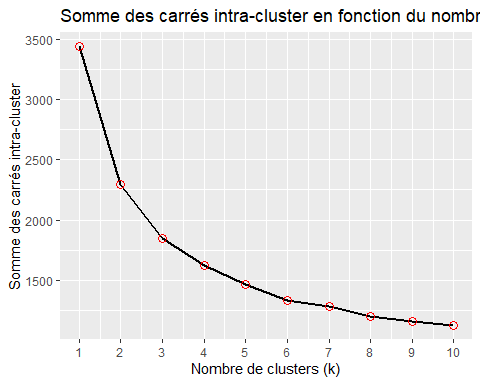 Somme des carrés intra-cluster en fonction du nombr
3500
3000
2500
2000
1500
Somme des carrés intra-cluster
1 2 3 4 5 6 7 8 9 10
Nombre de clusters (k)